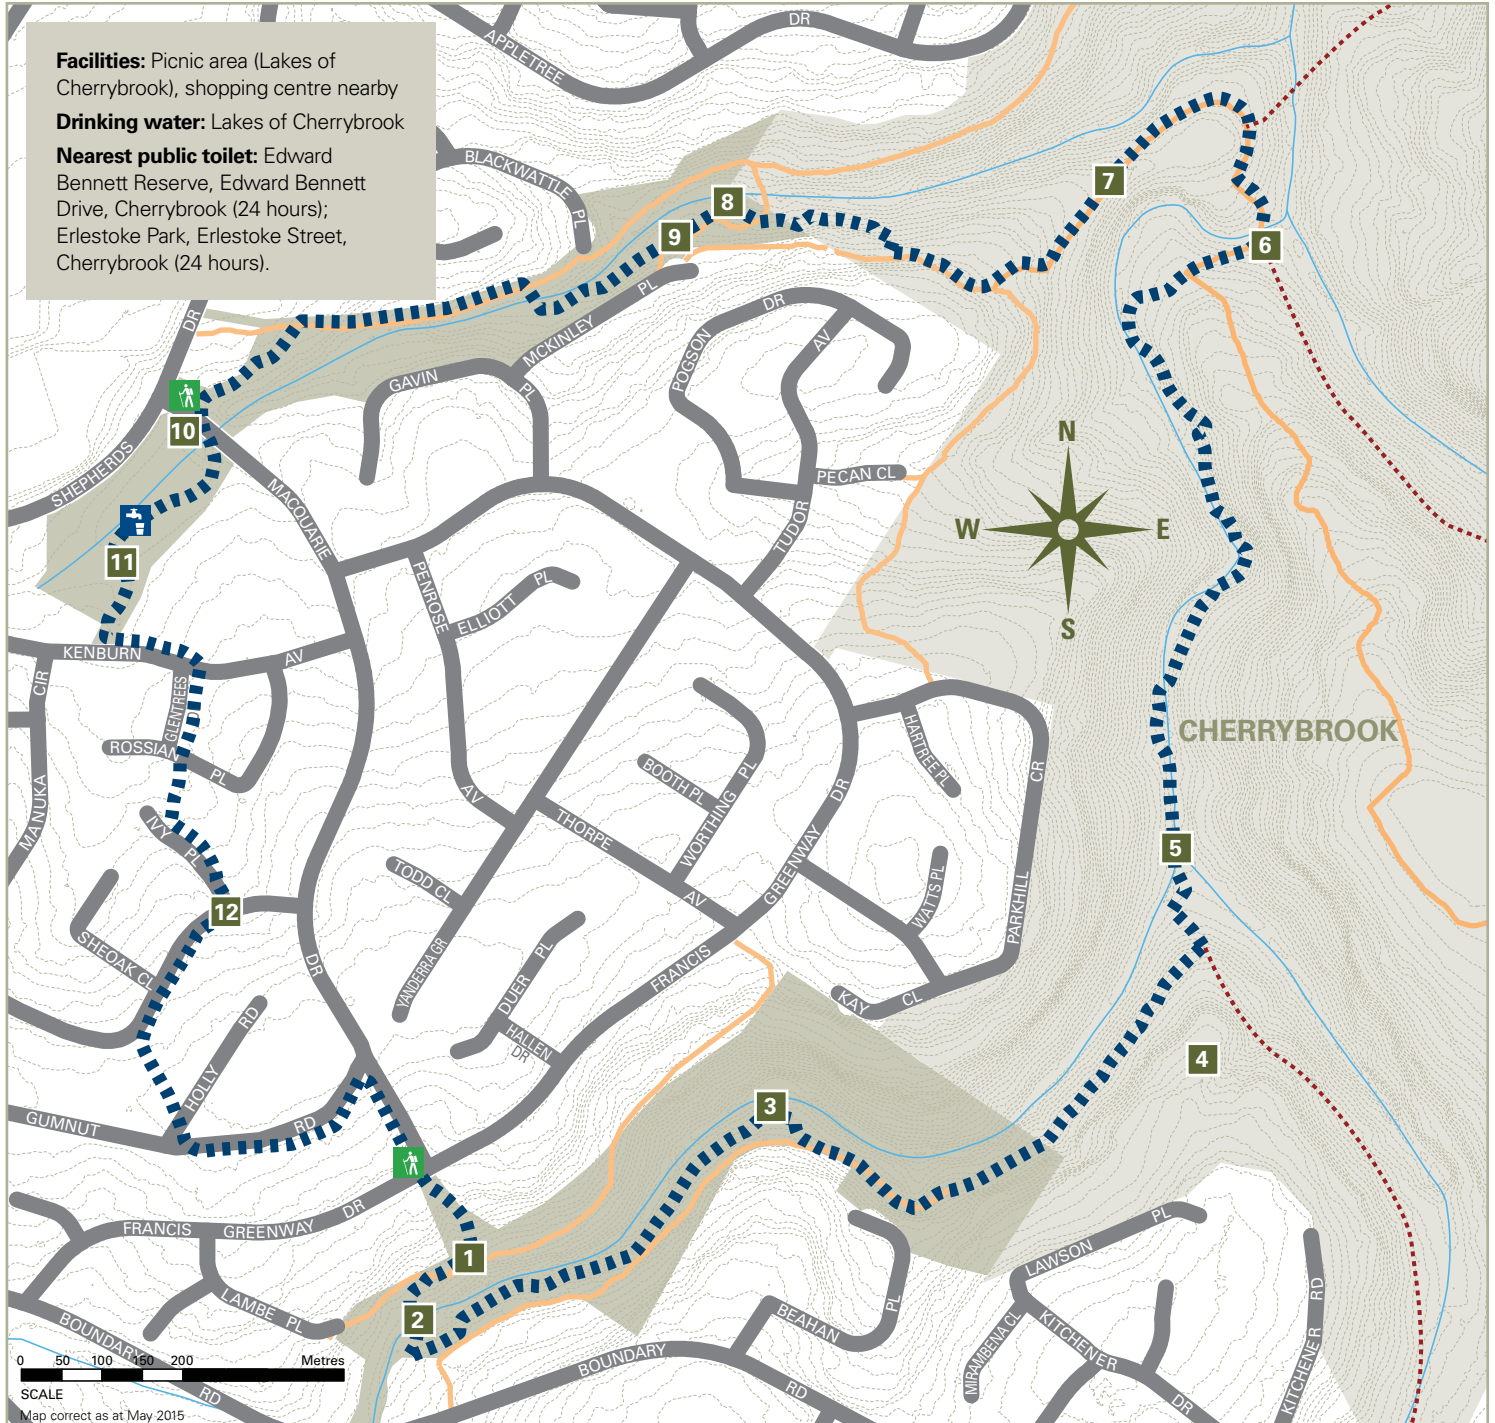 Facilities: Picnic area (Lakes of
Cherrybrook), shopping centre nearby
Drinking water: Lakes of Cherrybrook
Nearest public toilet: Edward
Bennett Reserve, Edward Bennett
Drive, Cherrybrook (24 hours);
Erlestoke Park, Erlestoke Street,
Cherrybrook (24 hours).
APPLETREE
DR
BLACKWATTLE
PL
DR
SHEPHERDS
MCKINLEY
PL
GAVIN
PL
POGSON
DR
AV
PECAN CL
TUDOR
MACQUARIE
DR
PENROSE
AV
ELLIOTT
PL
KENBURN
AV
CIR
MANUKA
GLENTREES
D
ROSSIAN
PL
IVY
PL
SHEOAK CL
HOLLY
RD
GUMNUT
RD
TODD CL
YANDERRA GR
THORPE
AV
BOOTH PL
WORTHING
PL
GREENWAY
DR
FRANCIS
DUER
PL
HALLEN
DR
HARTREE PL
WATTS PL
PARKHILL
CR
KAY
CL
FRANCIS
GREENWAY
DR
LAMBE
PL
BOUNDARY
RD
BOUNDARY
RD
BEAHAN
PL
LAWSON
PL
MIRAMBENA CL
KITCHENER
DR
KITCHENER
RD
CHERRYBROOK
N
W
E
S
1
2
3
4
5
6
7
8
9
10
11
12
0 50 100 150 200 Metres
SCALE
Map correct as at May 2015